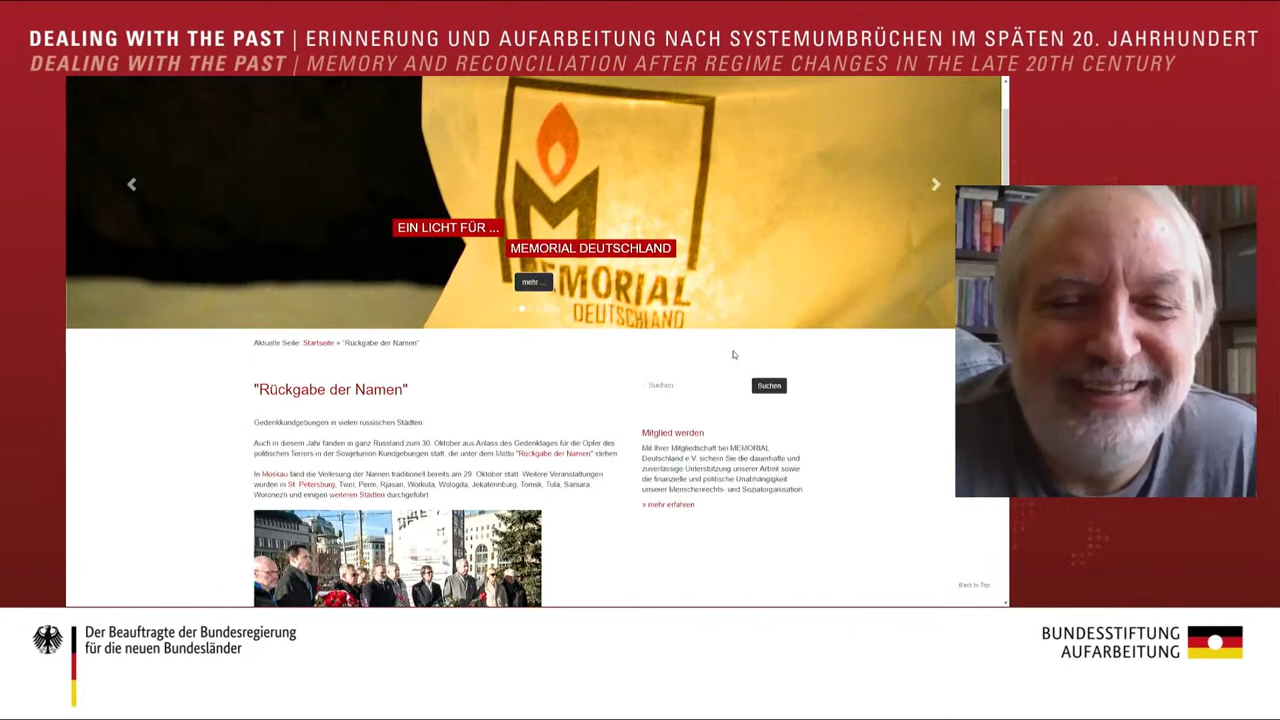 DEALING WITH THE PAST | ERINNERUNG UND AUFARBEITUNG NACH SYSTEMUMBRÜCHEN IM SPÄTEN 20. JAHRHUNDERT
DEALING WITH THE PAST | MEMORY AND RECONCILIATION AFTER REGIME CHANGES IN THE LATE 20TH CENTURY
EIN LICHT FÜR ...
MEMORIAL DEUTSCHLAND
mehr ...
MEMORIAL
DEUTSCHLAND
Aktuelle Seite: Startseite » "Rückgabe der Namen"
"Rückgabe der Namen"
Gedenkkundgebungen in vielen russischen Städten
Auch in diesem Jahr fanden in ganz Russland zum 30. Oktober aus Anlass des Gedenktages für die Opfer des
politischen Terrors in der Sowjetunion Kundgebungen statt, die unter dem Motto "Rückgabe der Namen" stehen.
In Moskau fand die Verlesung der Namen traditionell bereits am 29. Oktober statt. Weitere Veranstaltungen
wurden in St. Petersburg, Twer, Perm, Rjasan, Workuta, Wologda, Jekaterinburg, Tomsk, Tula, Samara,
Woronezh und einigen weiteren Städten durchgeführt.
.. Suchen
Suchen
Mitglied werden
Mit Ihrer Mitgliedschaft bei MEMORIAL
Deutschland e.V. sichern Sie die dauerhafte und
zuverlässige Unterstützung unserer Arbeit sowie
die finanzielle und politische Unabhängigkeit
unserer Menschenrechts- und Sozialorganisation.
» mehr erfahren
Back to Top
Der Beauftragte der Bundesregierung
für die neuen Bundesländer
BUNDESSTIFTUNG
AUFARBEITUNG